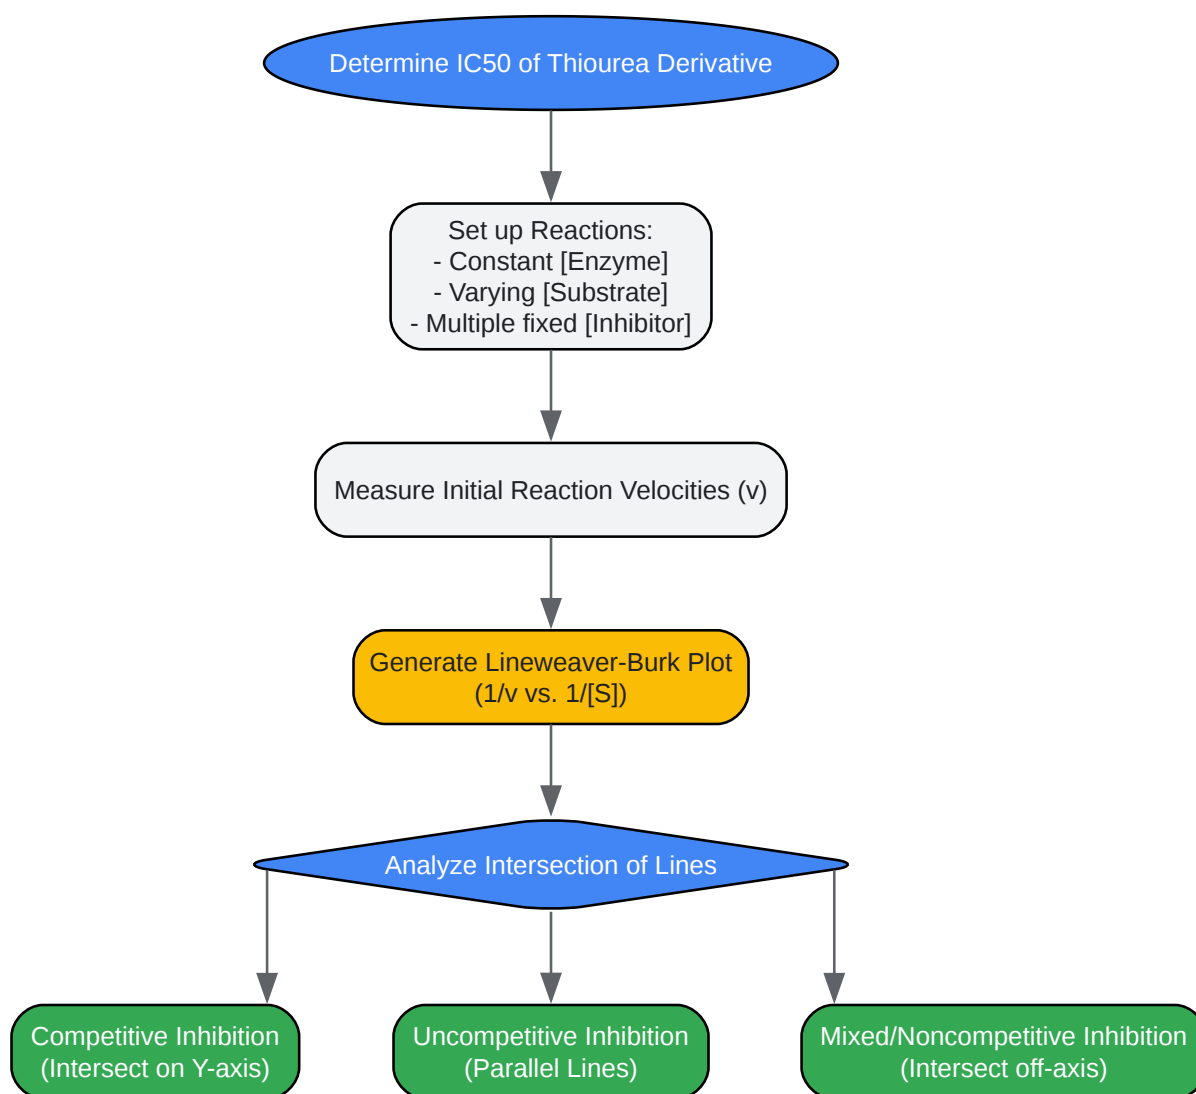 Determine IC50 of Thiourea Derivative
Set up Reactions:
- Constant [Enzyme]
- Varying [Substrate]
- Multiple fixed [Inhibitor]
Measure Initial Reaction Velocities (v)
Generate Lineweaver-Burk Plot
(1/v vs. 1/[S])
Analyze Intersection of Lines
Competitive Inhibition
(Intersect on Y-axis)
Uncompetitive Inhibition
(Parallel Lines)
Mixed/Noncompetitive Inhibition
(Intersect off-axis)